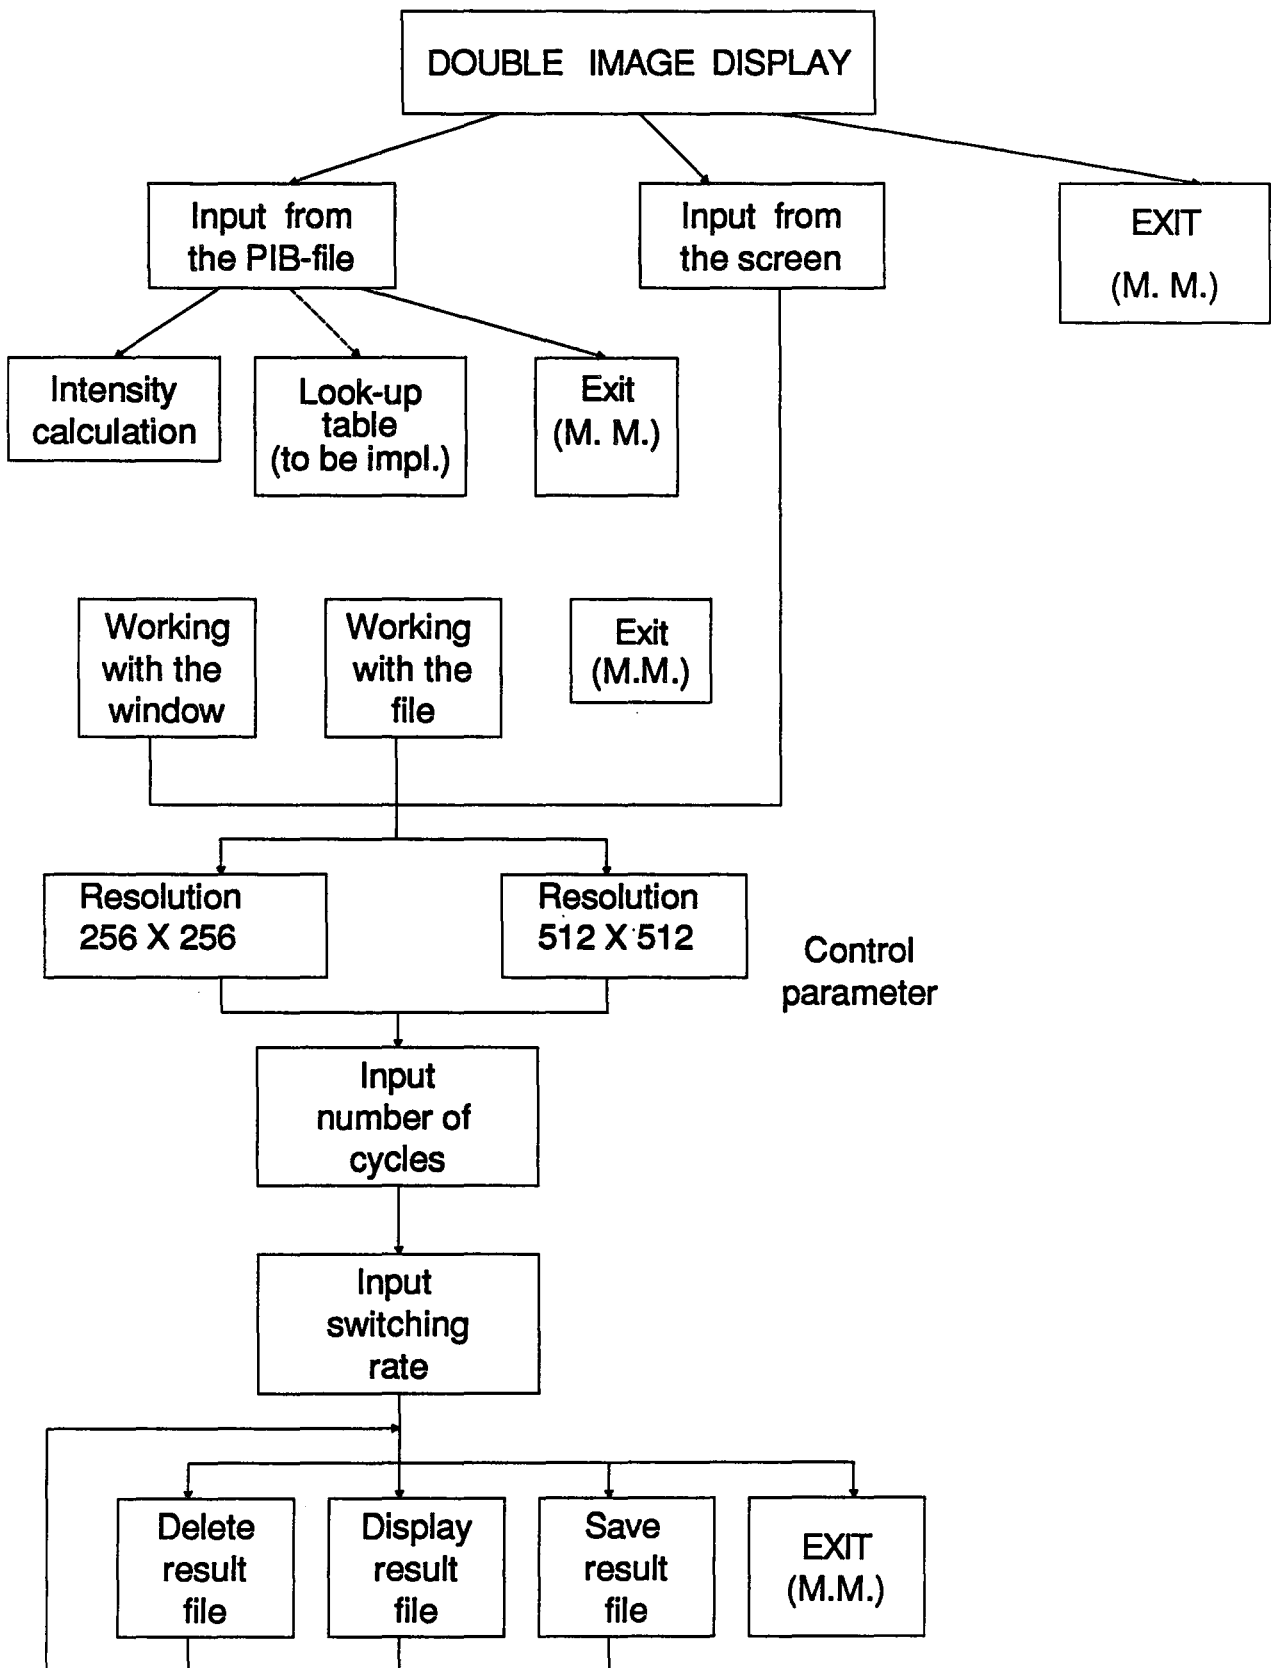 DOUBLE IMAGE DISPLAY
Input from
the PIB-file
Input from
the screen
EXIT
(M. M.)
Intensity
calculation
Look-up
table
(to be impl.)
Exit
(M. M.)
Working
with the
window
Working
with the
file
Exit
(M.M.)
Resolution
256 X 256
Resolution
512 X 512
Control
parameter
Input
number of
cycles
Input
switching
rate
Delete
result
file
Display
result
file
Save
result
file
EXIT
(M.M.)